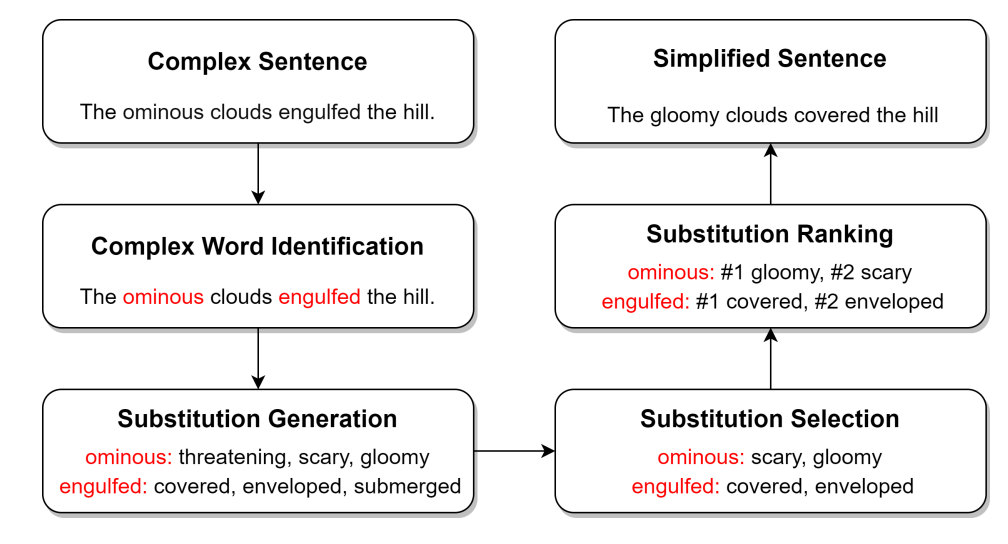 Complex Sentence
The ominous clouds engulfed the hill.
Complex Word Identification
The ominous clouds engulfed the hill.
Substitution Generation
ominous: threatening, scary, gloomy
engulfed: covered, enveloped, submerged
Substitution Selection
ominous: scary, gloomy
engulfed: covered, enveloped
Substitution Ranking
ominous: #1 gloomy, #2 scary
engulfed: #1 covered, #2 enveloped
Simplified Sentence
The gloomy clouds covered the hill